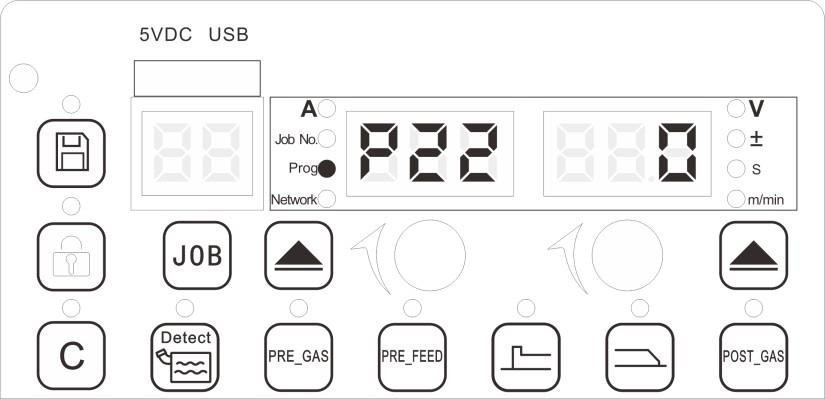 5VDC USB
A
V
Job No.
±
Prog
P22
0
S
Network
m/min
JOB
C
Detect
PRE_GAS
PRE_FEED
POST_GAS